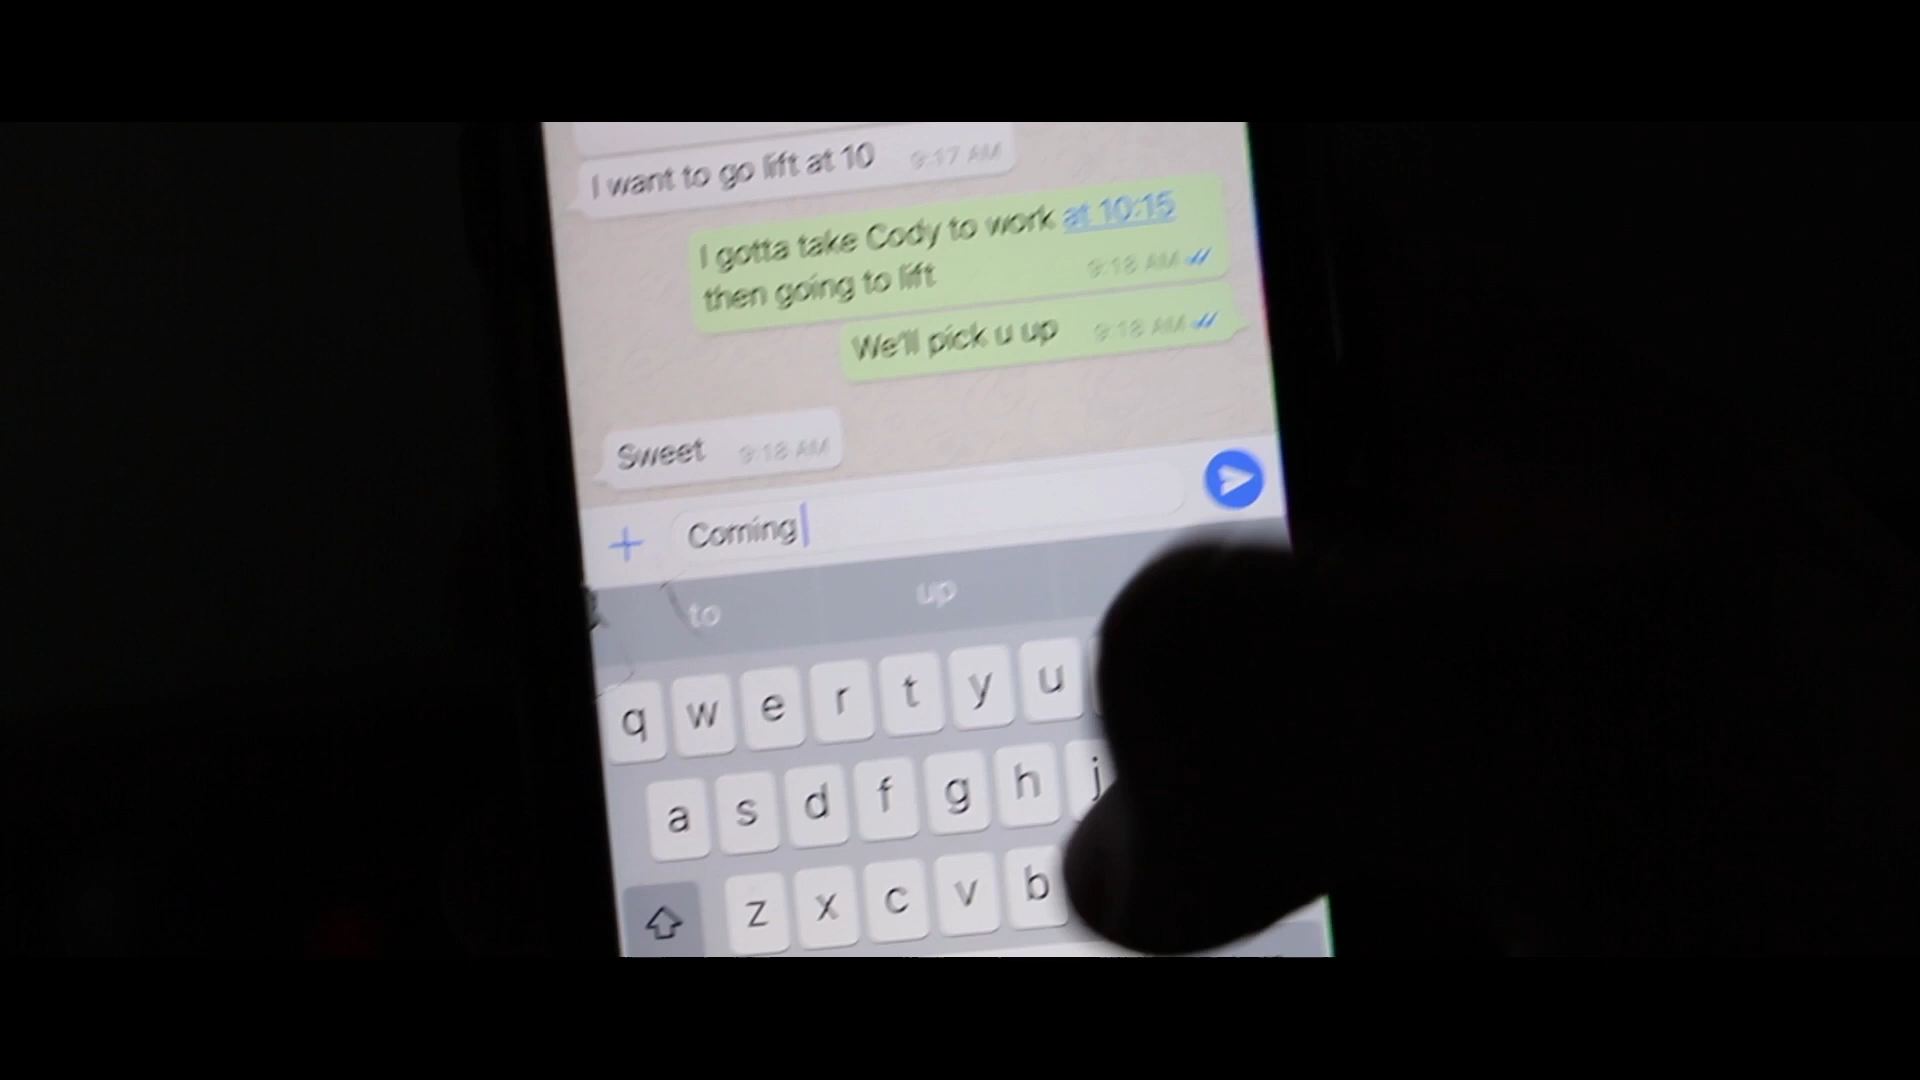 I want to go lift at 10 9:17 AM
I gotta take Cody to work at 10:15
then going to lift 9:18 AM
We'll pick u up 9:18 AM
Sweet 9:18 AM
Coming
to up
q w e r t y u
a s d f g h j
z x c v b